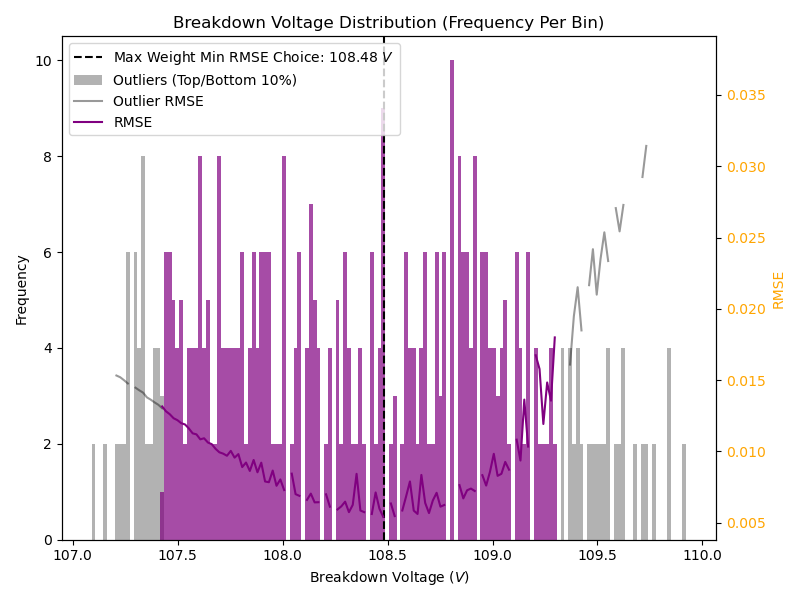 Breakdown Voltage Distribution (Frequency Per Bin)
Max Weight Min RMSE Choice: 108.48 V
Outliers (Top/Bottom 10%)
Outlier RMSE
RMSE
10
8
6
4
2
0
Frequency
0.035
0.030
0.025
0.020
0.015
0.010
0.005
RMSE
107.0 107.5 108.0 108.5 109.0 109.5 110.0
Breakdown Voltage (V)